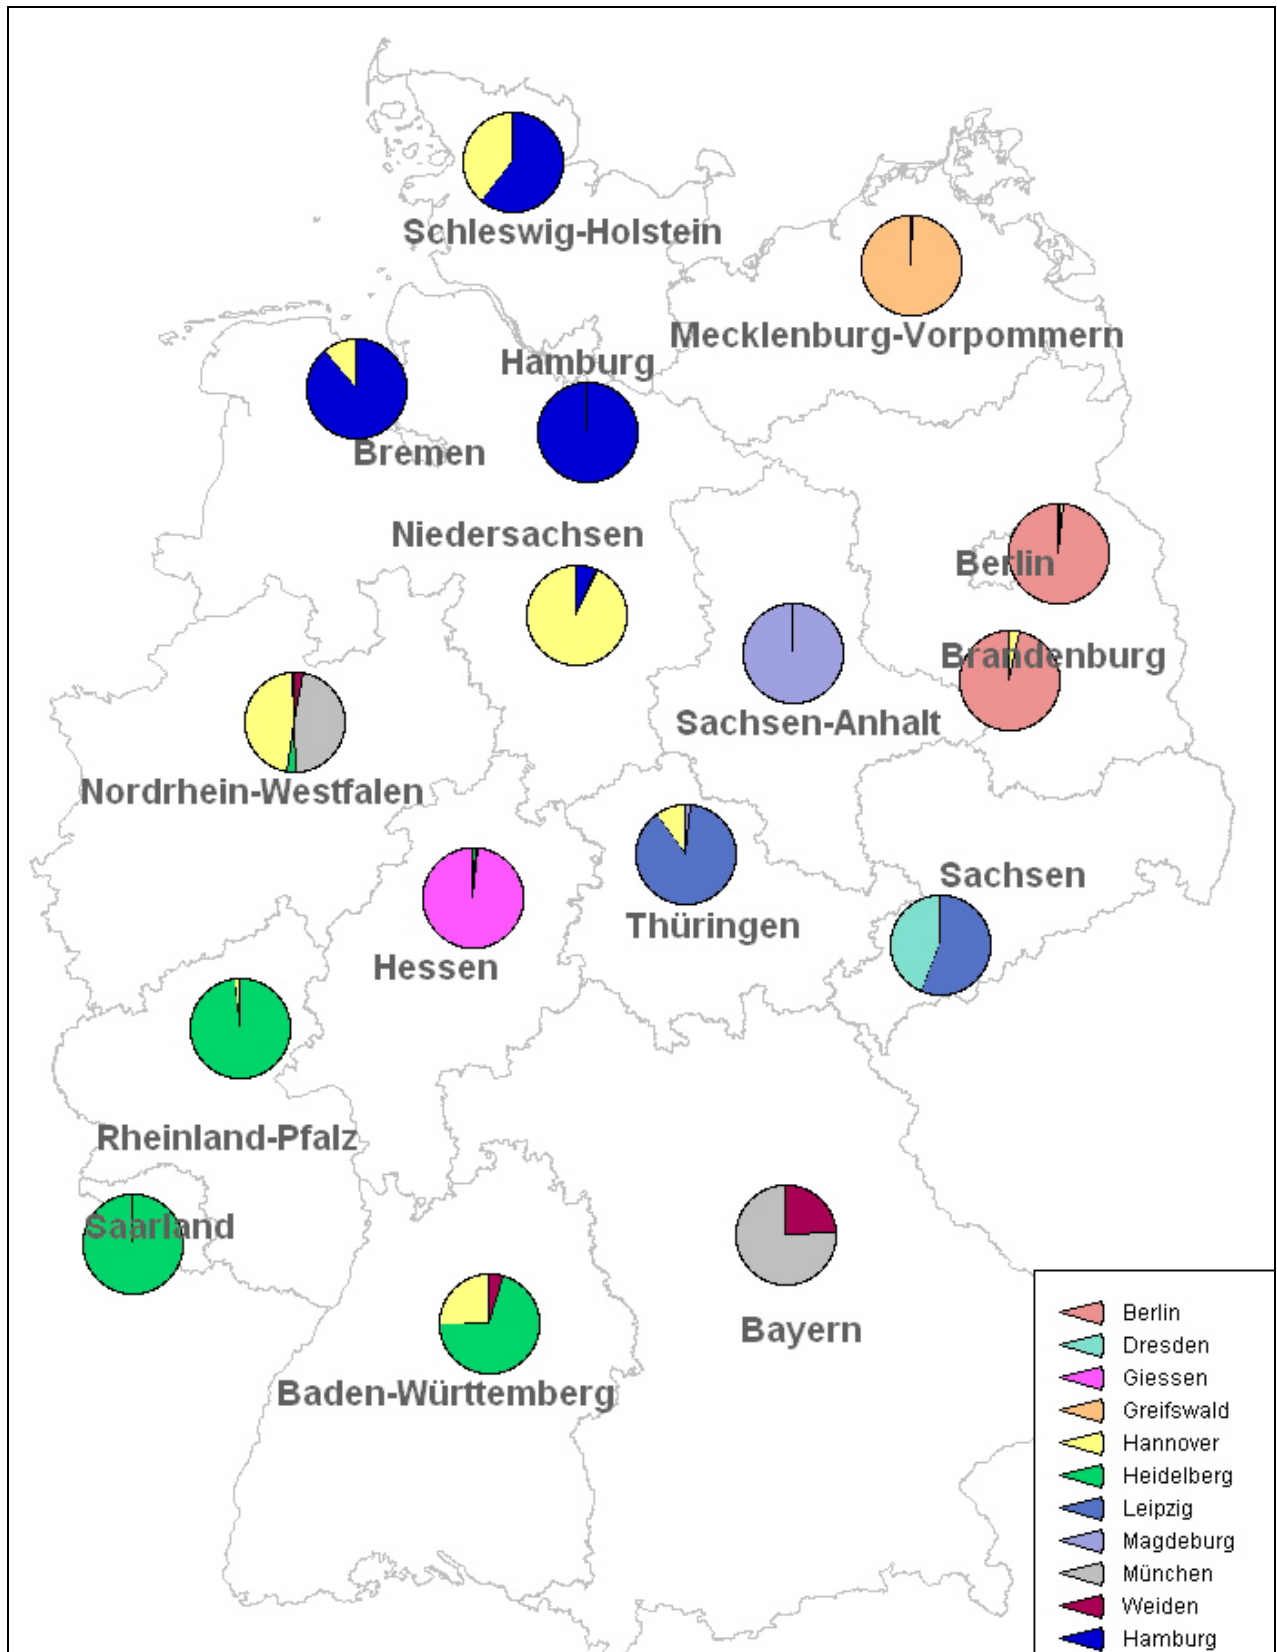 Schleswig-Holstein
Mecklenburg-Vorpommern
Hamburg
Bremen
Niedersachsen
Berlin
Brandenburg
Sachsen-Anhalt
Nordrhein-Westfalen
Sachsen
Thüringen
Hessen
Rheinland-Pfalz
Saarland
Bayern
Baden-Württemberg
Berlin
Dresden
Giessen
Greifswald
Hannover
Heidelberg
Leipzig
Magdeburg
München
Weiden
Hamburg